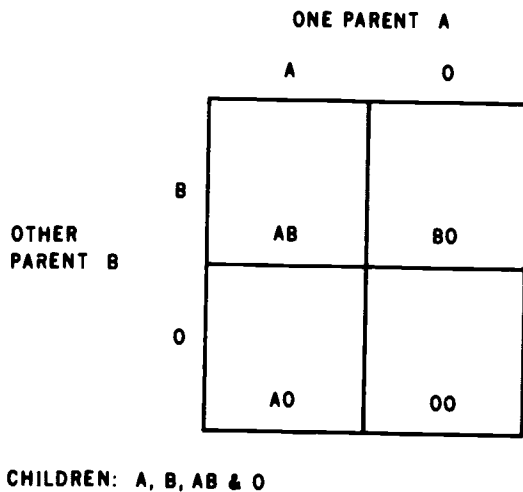 ONE PARENT A
A O
B
AB BO
OTHER
PARENT B
O
AO OO
CHILDREN: A, B, AB & O